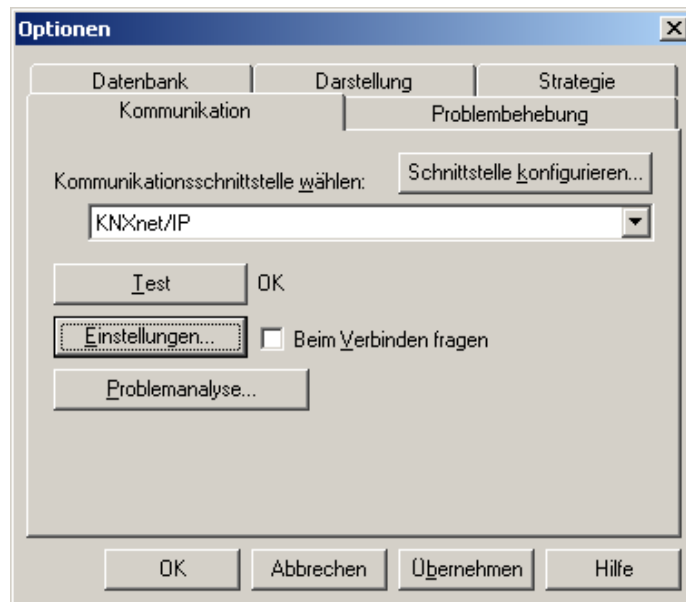 Optionen
Datenbank Darstellung Strategie
Kommunikation Problembehebung
Kommunikationsschnittstelle wählen: Schnittstelle konfigurieren...
KNXnet/IP
Test OK
Einstellungen... Beim Verbinden fragen
Problemanalyse...
OK Abbrechen Übernehmen Hilfe